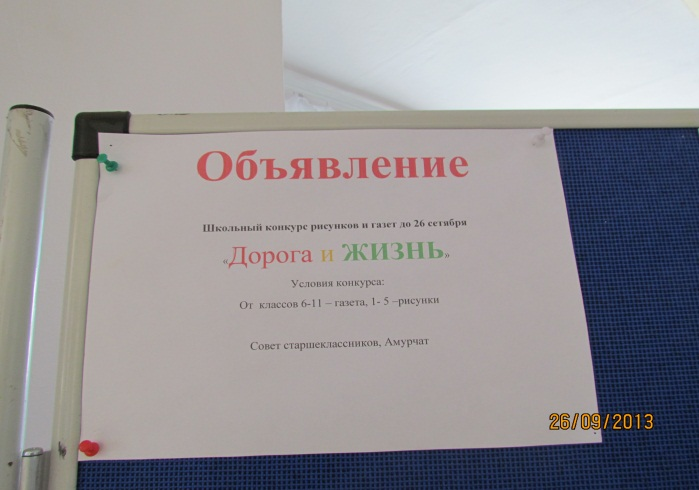 Объявление
Школьный конкурс рисунков и газет до 26 сетября
«Дорога и ЖИЗНЬ»
Условия конкурса:
От классов 6-11 – газета, 1- 5 –рисунки
Совет старшеклассников, Амурчат
26/09/2013